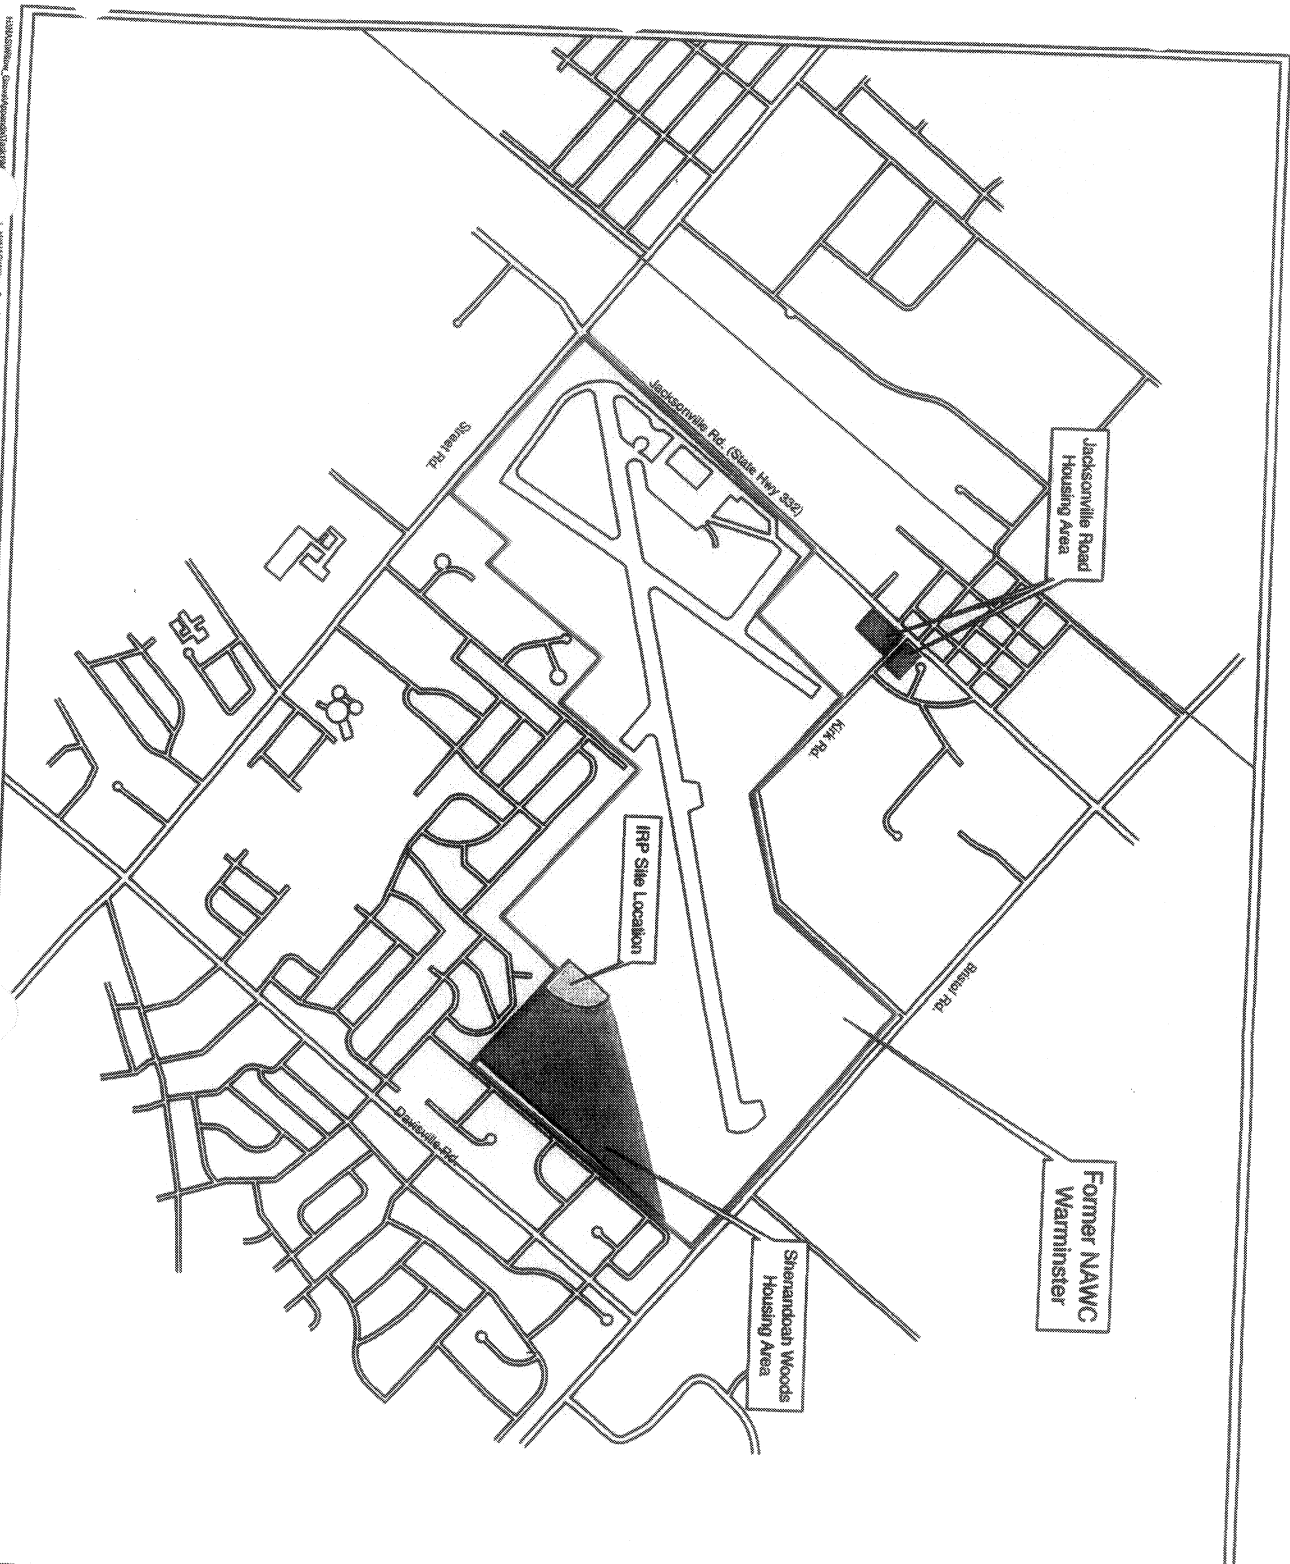 Jacksonville Road
Housing Area
Jacksonville Rd. (State Hwy 332)
Street Rd.
Kirk Rd.
IRP Site Location
Bristol Rd.
Davisville Rd.
Former NAWC
Warminster
Shenandoah Woods
Housing Area